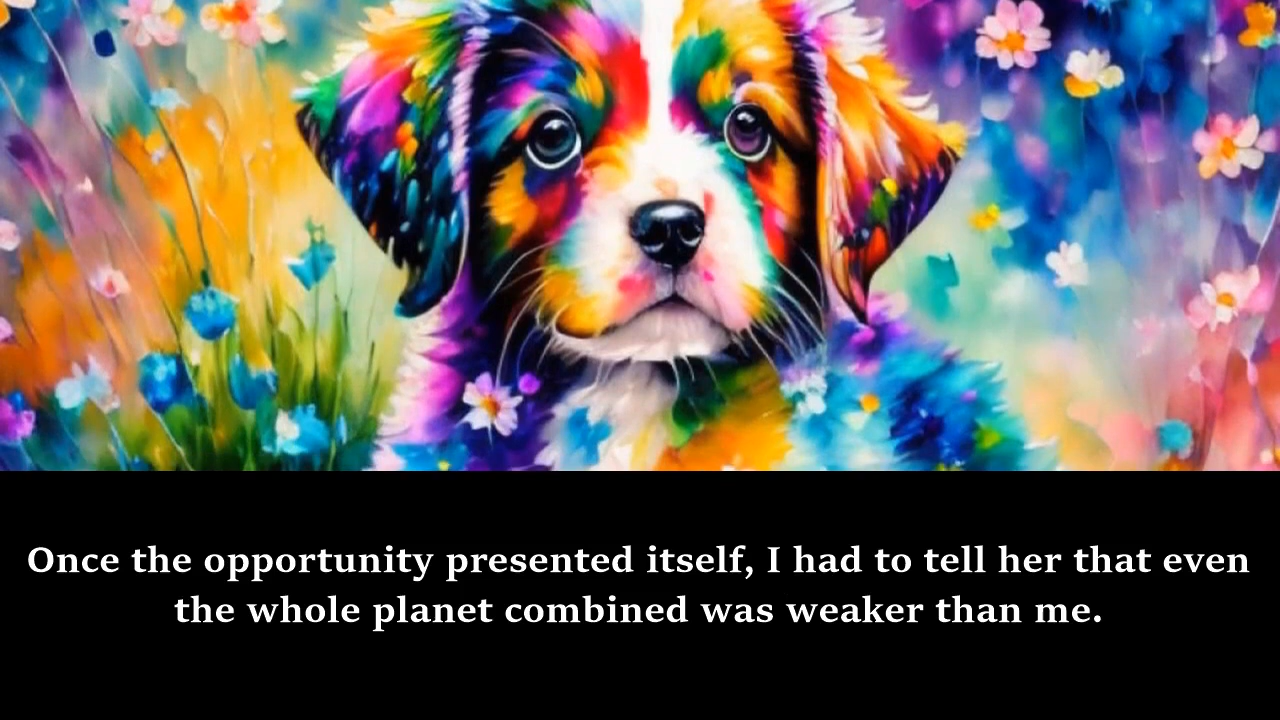 Once the opportunity presented itself, I had to tell her that even
the whole planet combined was weaker than me.